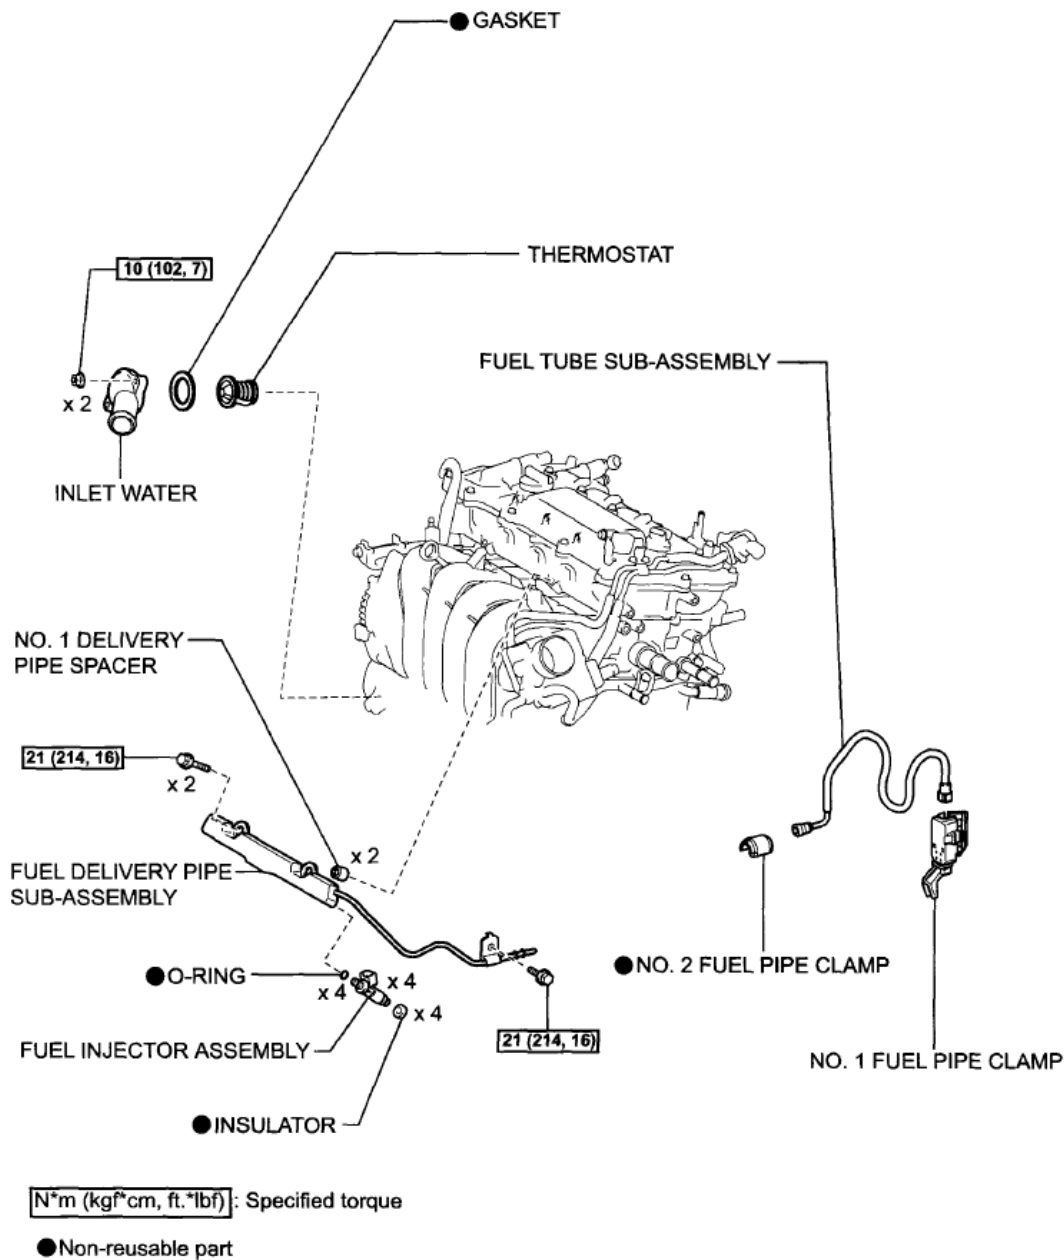 ● GASKET
THERMOSTAT
10 (102, 7)
FUEL TUBE SUB-ASSEMBLY
x 2
INLET WATER
NO. 1 DELIVERY
PIPE SPACER
21 (214, 16)
x 2
x 2
FUEL DELIVERY PIPE
SUB-ASSEMBLY
● NO. 2 FUEL PIPE CLAMP
● O-RING
x 4
x 4
x 4
21 (214, 16)
FUEL INJECTOR ASSEMBLY
NO. 1 FUEL PIPE CLAMP
● INSULATOR
N*m (kgf*cm, ft.*lbf) : Specified torque
● Non-reusable part